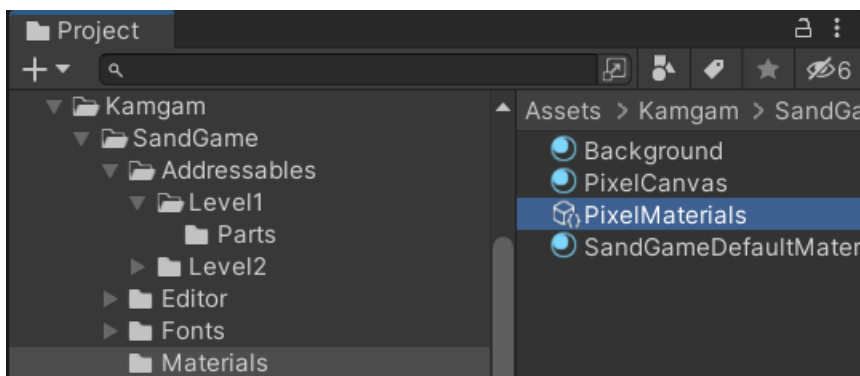 Project
6
Kamgam
SandGame
Addressables
Level1
Parts
Level2
Editor
Fonts
Materials
Assets > Kamgam > SandGa
Background
PixelCanvas
PixelMaterials
SandGameDefaultMater